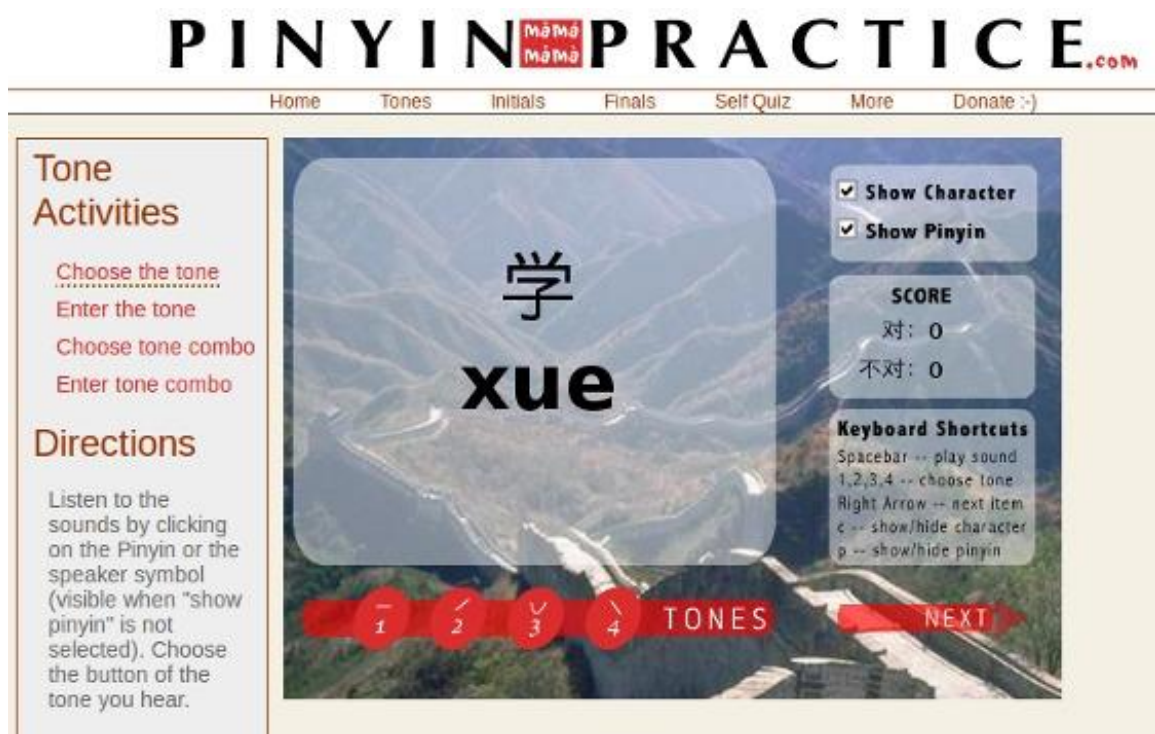 PINYIN màmá màmà PRACTICE.com
Home Tones Initials Finals Self Quiz More Donate :-)
Tone
Activities
Choose the tone
Enter the tone
Choose tone combo
Enter tone combo
Directions
Listen to the
sounds by clicking
on the Pinyin or the
speaker symbol
(visible when "show
pinyin" is not
selected). Choose
the button of the
tone you hear.
学
xue
Show Character
Show Pinyin
SCORE
对: 0
不对: 0
Keyboard Shortcuts
Spacebar -- play sound
1,2,3,4 -- choose tone
Right Arrow -- next item
c -- show/hide character
p -- show/hide pinyin
1 2 3 4 TONES
NEXT